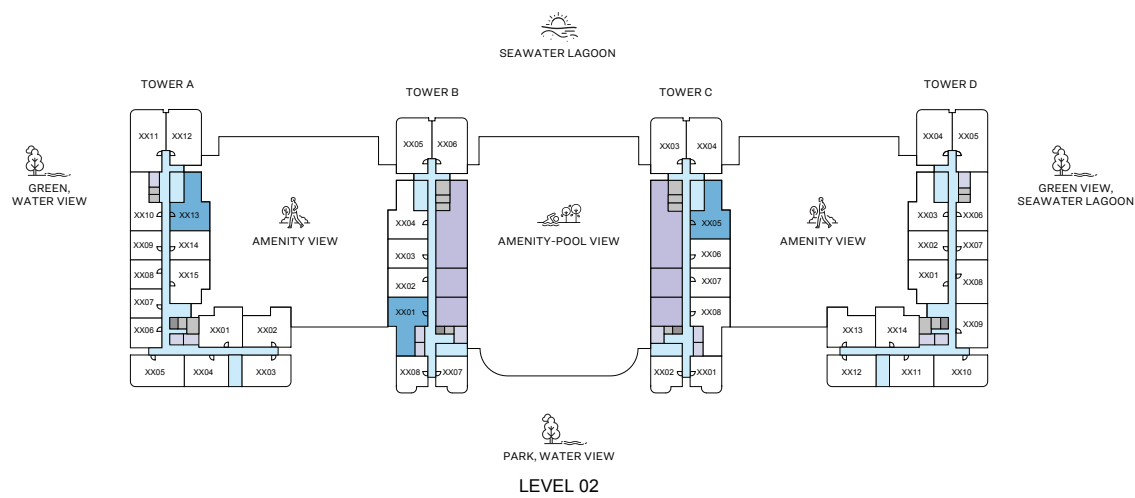 SEAWATER LAGOON
TOWER A
TOWER B
TOWER C
TOWER D
XX11 XX12
XX05 XX06
XX03 XX04
XX04 XX05
GREEN,
WATER VIEW
GREEN VIEW,
SEAWATER LAGOON
XX10 XX13
XX09 XX14
XX08 XX15
XX07
XX06 XX01 XX02
XX05 XX04 XX03
AMENITY VIEW
XX04
XX03
XX02
XX01
XX08 XX07
AMENITY-POOL VIEW
XX05
XX06
XX07
XX08
XX02 XX01
AMENITY VIEW
XX03 XX06
XX02 XX07
XX01 XX08
XX13 XX14 XX09
XX12 XX11 XX10
PARK, WATER VIEW
LEVEL 02